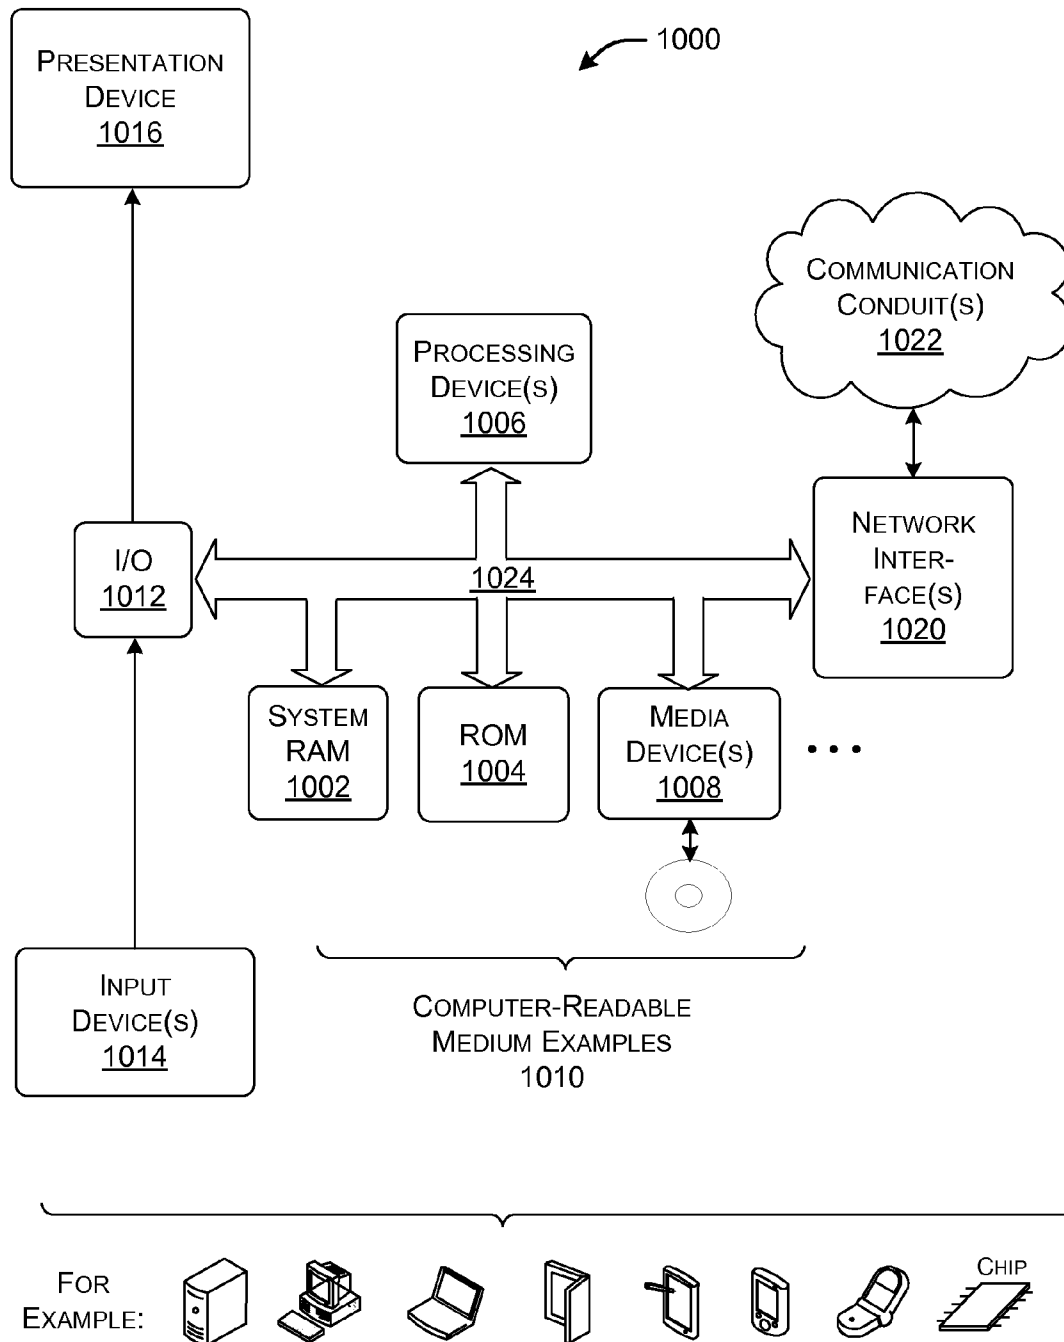 1000
PRESENTATION
DEVICE
1016
COMMUNICATION
CONDUIT(S)
1022
PROCESSING
DEVICE(S)
1006
I/O
1012
1024
NETWORK
INTER-
FACE(S)
1020
SYSTEM
RAM
1002
ROM
1004
MEDIA
DEVICE(S)
1008
• • •
INPUT
DEVICE(S)
1014
COMPUTER-READABLE
MEDIUM EXAMPLES
1010
FOR
EXAMPLE:
CHIP